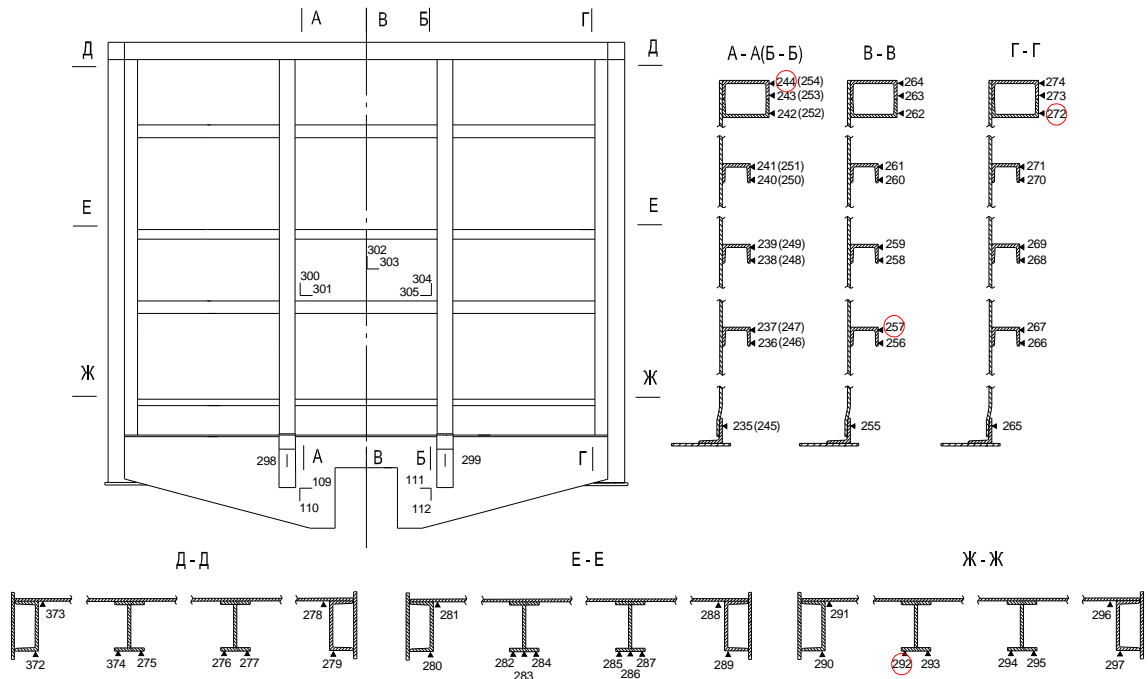 А В Б Г
Д Д
А - А(Б - Б) В - В Г - Г
244 (254) 264 274
243 (253) 263 273
242 (252) 262 272
241 (251) 261 271
240 (250) 260 270
Е Е
239 (249) 259 269
238 (248) 258 268
302
303
300 304
301 305
237 (247) 257 267
236 (246) 256 266
Ж Ж
235 (245) 255 265
298 А В Б Г 299
109 111
110 112
Д - Д Е - Е Ж - Ж
373 278 281 288 291 296
372 374 275 276 277 279 280 282 284 285 287 289 290 292 293 294 295 297
283 286